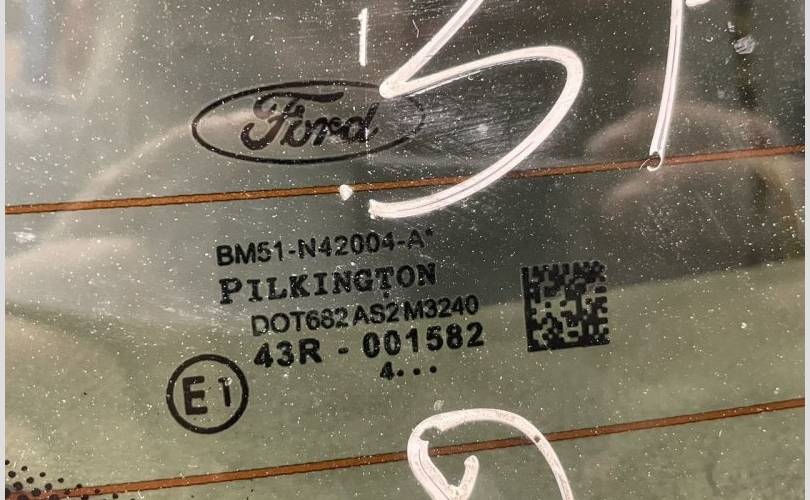 Ford
BM51-N42004-A*
PILKINGTON
DOT682 AS2 M3240
43R - 001582
4...
E1